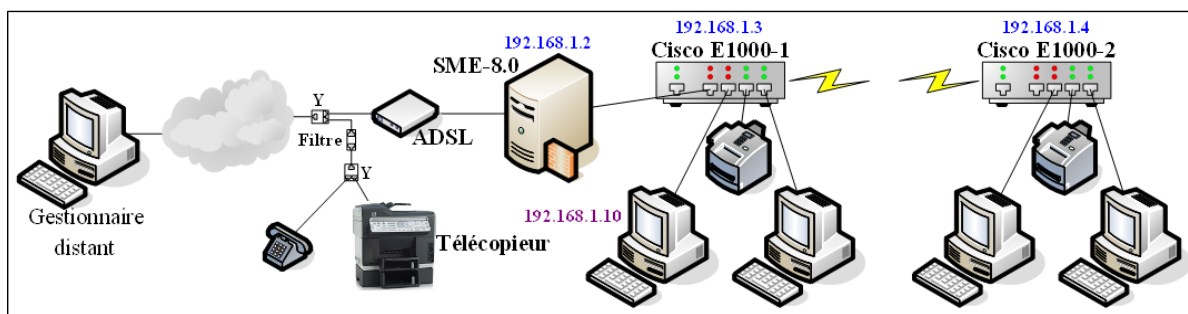 192.168.1.2
SME-8.0
192.168.1.3
Cisco E1000-1
192.168.1.4
Cisco E1000-2
Y
Filtre
ADSL
Y
Gestionnaire
distant
Télécopieur
192.168.1.10